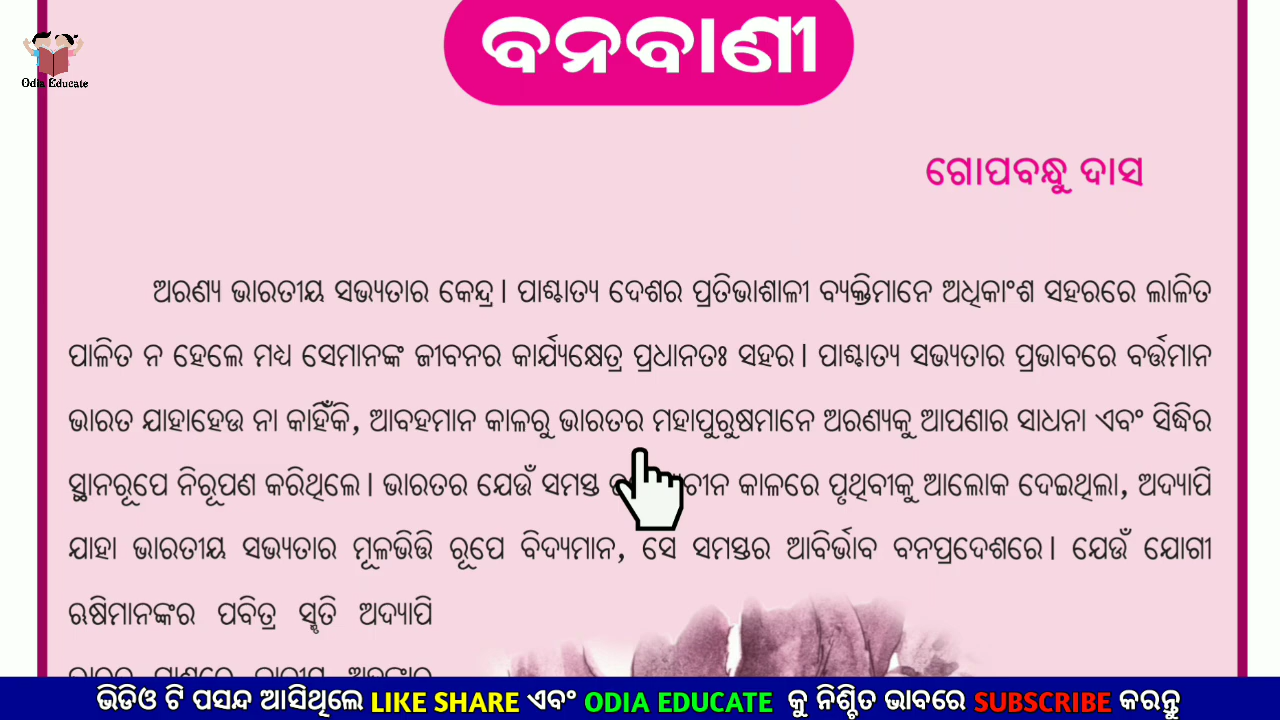 ବନବାଣୀ
Odia Educate
ଗୋପବନ୍ଧୁ ଦାସ
ଅରଣ୍ୟ ଭାରତୀୟ ସଭ୍ୟତାର କେନ୍ଦ୍ର। ପାଶ୍ଚାତ୍ୟ ଦେଶର ପ୍ରତିଭାଶାଳୀ ବ୍ୟକ୍ତିମାନେ ଅଧିକାଂଶ ସହରରେ ଲାଳିତ
ପାଳିତ ନ ହେଲେ ମଧ୍ୟ ସେମାନଙ୍କ ଜୀବନର କାର୍ଯ୍ୟକ୍ଷେତ୍ର ପ୍ରଧାନତଃ ସହର। ପାଶ୍ଚାତ୍ୟ ସଭ୍ୟତାର ପ୍ରଭାବରେ ବର୍ତ୍ତମାନ
ଭାରତ ଯାହାହେଉ ନା କାହିଁକି, ଆବହମାନ କାଳରୁ ଭାରତର ମହାପୁରୁଷମାନେ ଅରଣ୍ୟକୁ ଆପଣାର ସାଧନା ଏବଂ ସିଦ୍ଧିର
ସ୍ଥାନରୂପେ ନିରୂପଣ କରିଥିଲେ। ଭାରତର ଯେଉଁ ସମସ୍ତ କାଳରେ ପୃଥିବୀକୁ ଆଲୋକ ଦେଇଥିଲା, ଅଦ୍ୟାପି
ଯାହା ଭାରତୀୟ ସଭ୍ୟତାର ମୂଳଭିତ୍ତି ରୂପେ ବିଦ୍ୟମାନ, ସେ ସମସ୍ତର ଆବିର୍ଭାବ ବନପ୍ରଦେଶରେ। ଯେଉଁ ଯୋଗୀ
ଋଷିମାନଙ୍କର ପବିତ୍ର ସ୍ମୃତି ଅଦ୍ୟାପି
ଭିଡିଓ ଟି ପସନ୍ଦ ଆସିଥିଲେ LIKE SHARE ଏବଂ ODIA EDUCATE କୁ ନିଶ୍ଚିତ ଭାବରେ SUBSCRIBE କରନ୍ତୁ